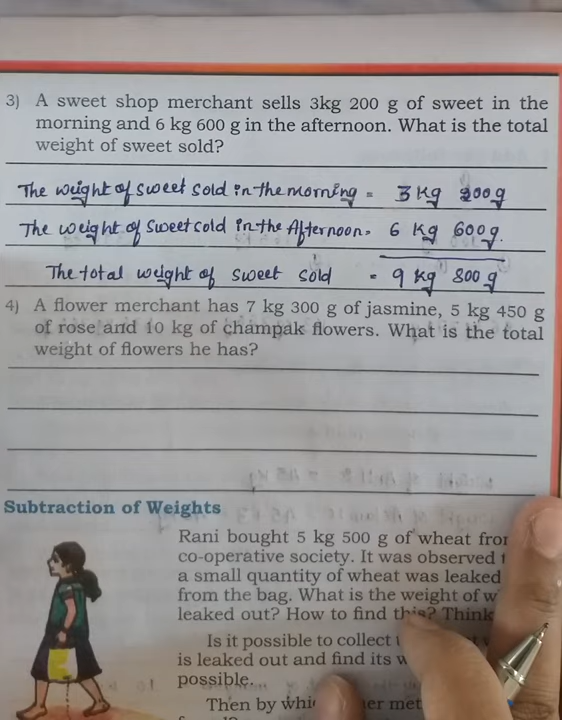 3) A sweet shop merchant sells 3kg 200 g of sweet in the
morning and 6 kg 600 g in the afternoon. What is the total
weight of sweet sold?
The weight of sweet sold in the morning = 3 Kg 200g
The weight of Sweet cold in the Afternoon = 6 Kg 600g.
The total weight of sweet sold = 9 kg 800 g
4) A flower merchant has 7 kg 300 g of jasmine, 5 kg 450 g
of rose and 10 kg of champak flowers. What is the total
weight of flowers he has?
Subtraction of Weights
Rani bought 5 kg 500 g of wheat
co-operative society. It was observed
a small quantity of wheat was leaked
from the bag. What is the weight of
leaked out? How to find this? Think
Is it possible to collect
is leaked out and find its
possible.
Then by